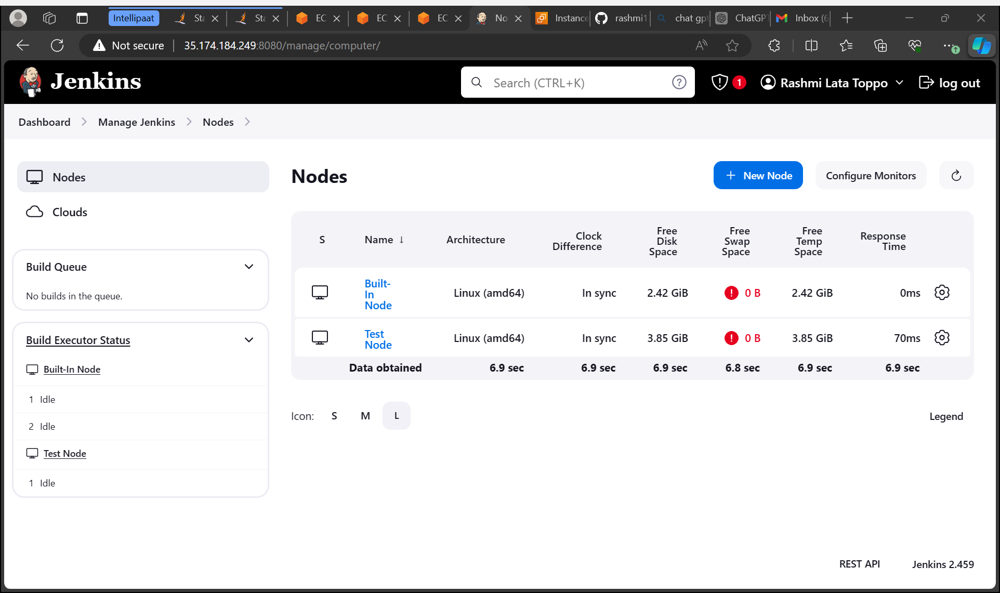 Intellipaat
Sta
Sta
EC
EC
EC
No
Instance
rashmi1
chat gpt
ChatGPT
Inbox (6
Not secure
35.174.184.249:8080/manage/computer/
Jenkins
Search (CTRL+K)
1
Rashmi Lata Toppo
log out
Dashboard
Manage Jenkins
Nodes
Nodes
Clouds
Build Queue
No builds in the queue.
Build Executor Status
Built-In Node
1 Idle
2 Idle
Test Node
1 Idle
Nodes
+ New Node
Configure Monitors
S
Name ↓
Architecture
Clock
Difference
Free
Disk
Space
Free
Swap
Space
Free
Temp
Space
Response
Time
Built-
In
Node
Linux (amd64)
In sync
2.42 GiB
0 B
2.42 GiB
0ms
Test
Node
Linux (amd64)
In sync
3.85 GiB
0 B
3.85 GiB
70ms
Data obtained
6.9 sec
6.9 sec
6.9 sec
6.8 sec
6.9 sec
6.9 sec
Icon:
S
M
L
Legend
REST API
Jenkins 2.459